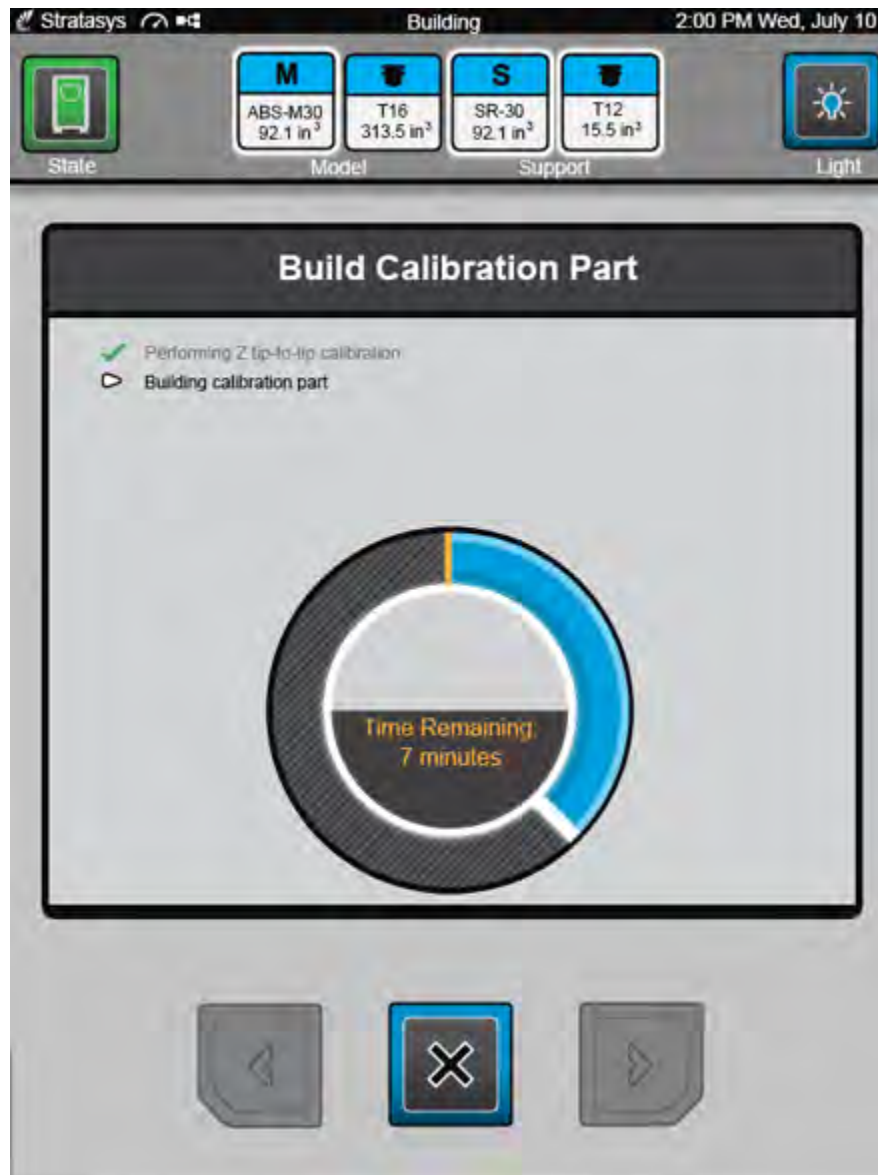 Stratasys Building 2:00 PM Wed, July 10
M S
ABS-M30 T16 SR-30 T12
92.1 in³ 313.5 in³ 92.1 in³ 15.5 in³
State Model Support Light
Build Calibration Part
Performing Z tip-to-tip calibration
Building calibration part
Time Remaining:
7 minutes